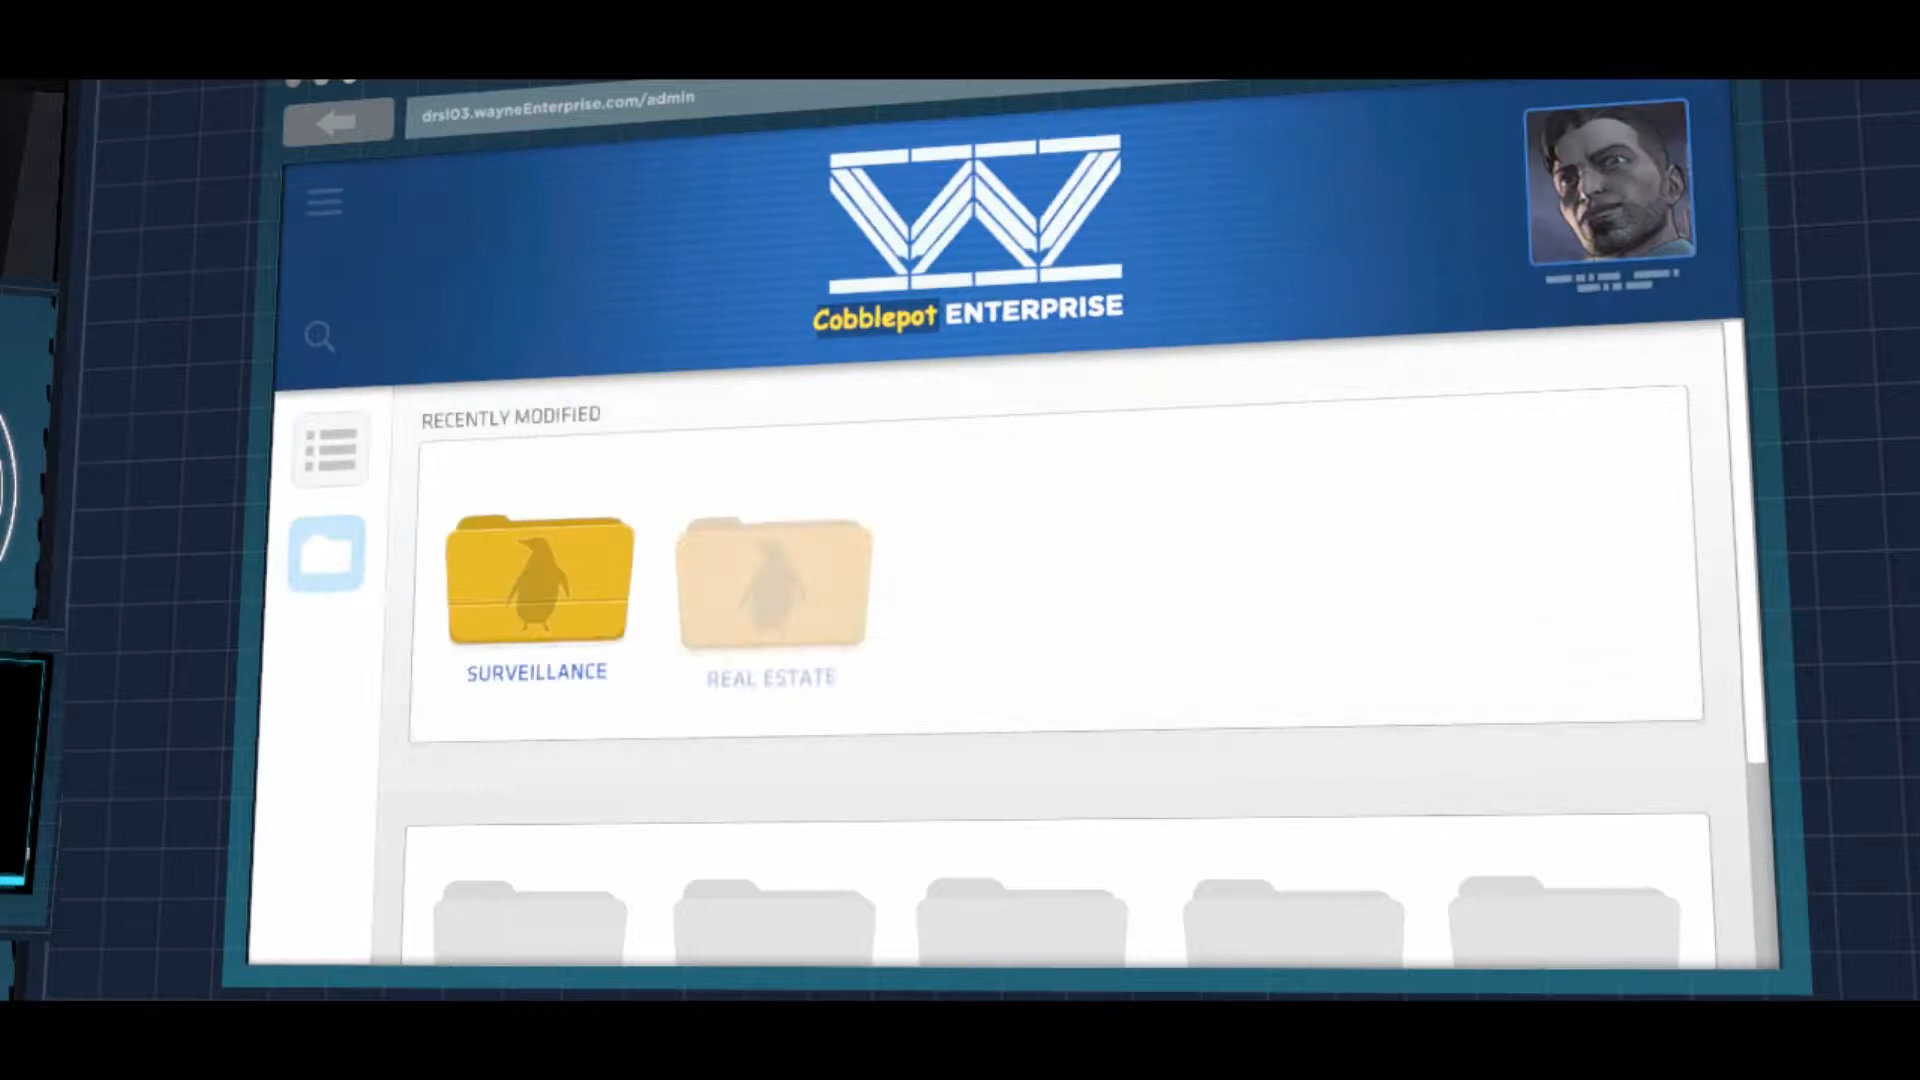 drsl03.wayneEnterprise.com/admin
Cobblepot ENTERPRISE
RECENTLY MODIFIED
SURVEILLANCE
REAL ESTATE